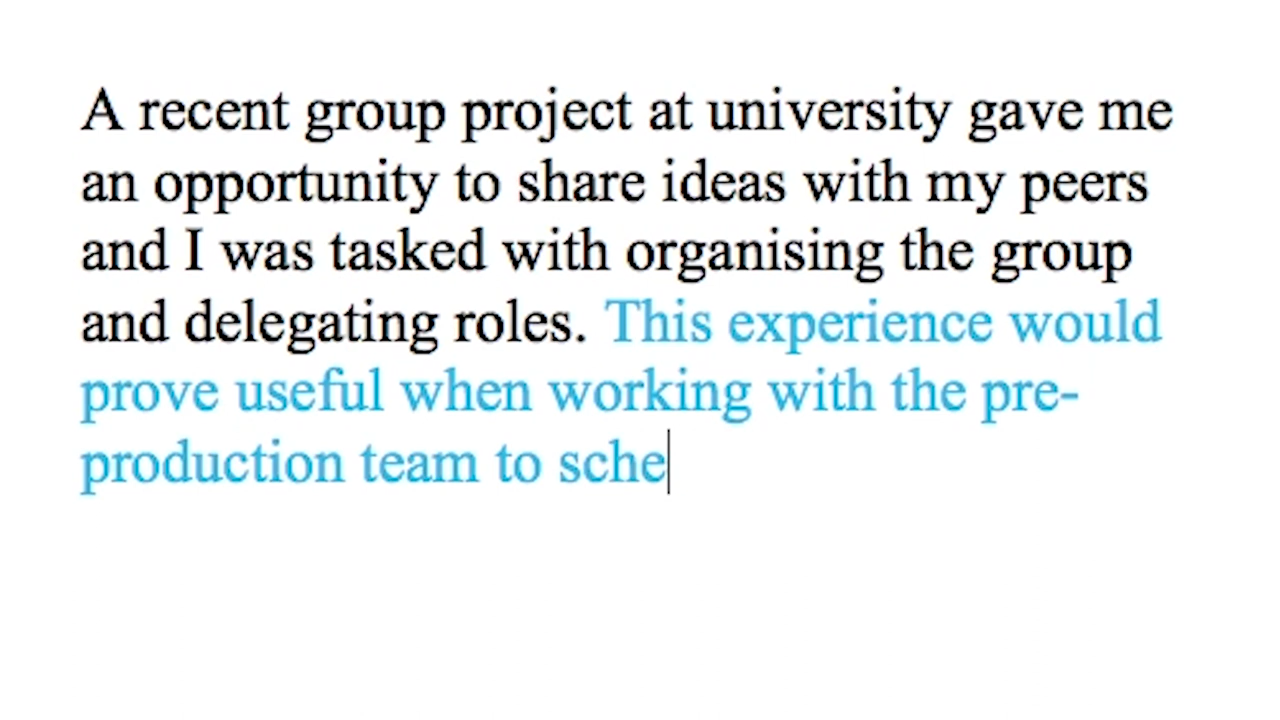 A recent group project at university gave me
an opportunity to share ideas with my peers
and I was tasked with organising the group
and delegating roles. This experience would
prove useful when working with the pre-
production team to sche